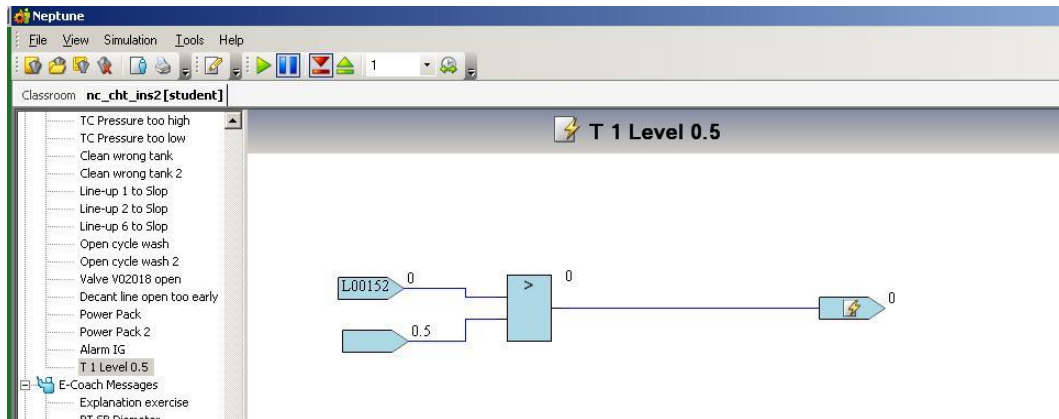 Neptune
File View Simulation Tools Help
1
Classroom nc_cht_ins2 [student]
TC Pressure too high
TC Pressure too low
Clean wrong tank
Clean wrong tank 2
Line-up 1 to Slop
Line-up 2 to Slop
Line-up 6 to Slop
Open cycle wash
Open cycle wash 2
Valve V02018 open
Decant line open too early
Power Pack
Power Pack 2
Alarm IG
T 1 Level 0.5
E-Coach Messages
Explanation exercise
T 1 Level 0.5
L00152 0
0.5
>
0
0